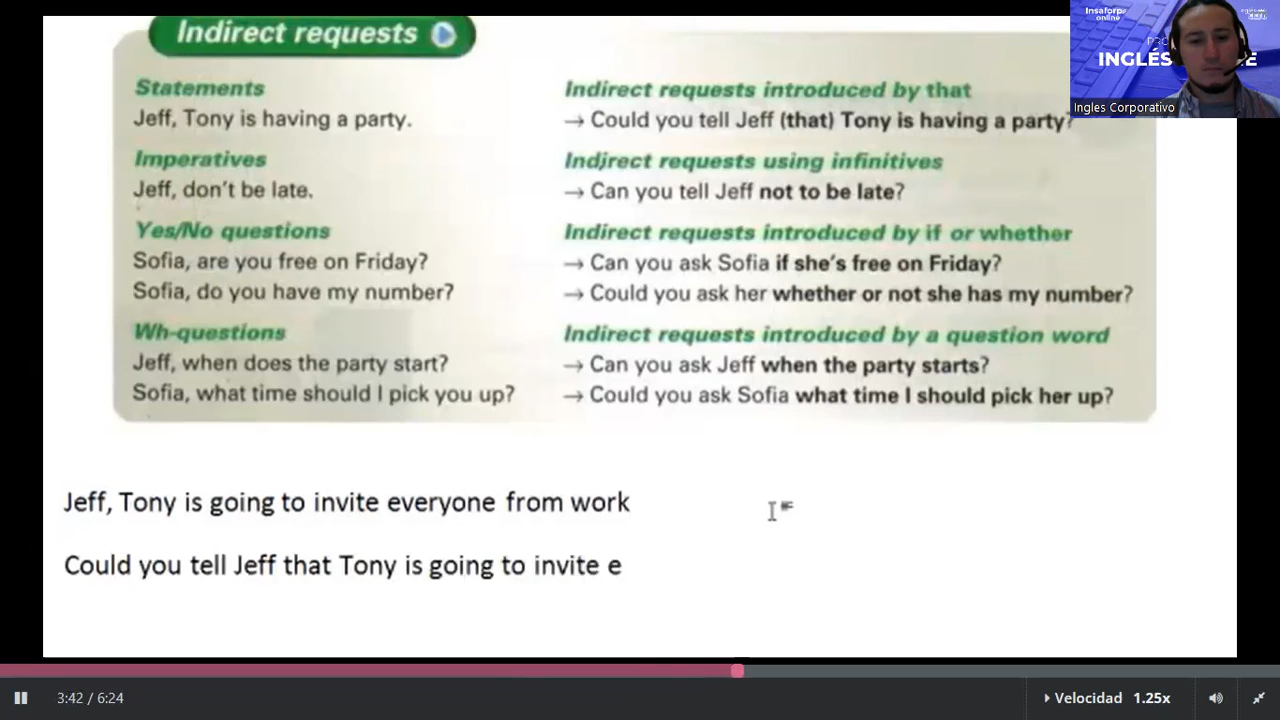 Indirect requests
Insaforp
online
INGLÉS
Ingles Corporativo
Statements
Indirect requests introduced by that
Jeff, Tony is having a party.
→ Could you tell Jeff (that) Tony is having a party?
Imperatives
Indirect requests using infinitives
Jeff, don't be late.
→ Can you tell Jeff not to be late?
Yes/No questions
Indirect requests introduced by if or whether
Sofia, are you free on Friday?
→ Can you ask Sofia if she's free on Friday?
Sofia, do you have my number?
→ Could you ask her whether or not she has my number?
Wh-questions
Indirect requests introduced by a question word
Jeff, when does the party start?
→ Can you ask Jeff when the party starts?
Sofia, what time should I pick you up?
→ Could you ask Sofia what time I should pick her up?
Jeff, Tony is going to invite everyone from work
Could you tell Jeff that Tony is going to invite e
3:42 / 6:24
Velocidad 1.25x